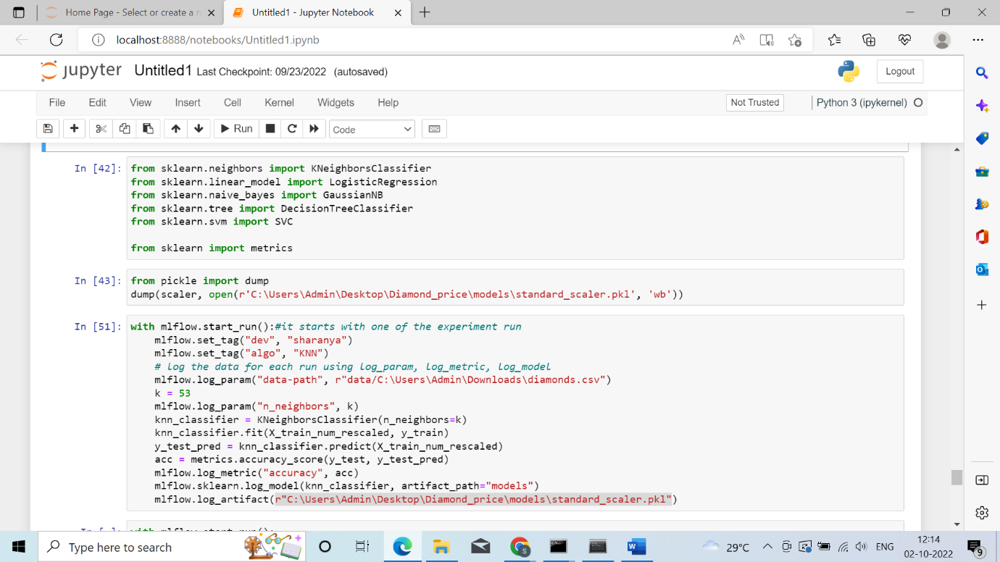 Home Page - Select or create a n
Untitled1 - Jupyter Notebook
localhost:8888/notebooks/Untitled1.ipynb
jupyter Untitled1 Last Checkpoint: 09/23/2022 (autosaved)
Logout
File Edit View Insert Cell Kernel Widgets Help
Not Trusted
Python 3 (ipykernel)
Run
Code
In [42]:
from sklearn.neighbors import KNeighborsClassifier
from sklearn.linear_model import LogisticRegression
from sklearn.naive_bayes import GaussianNB
from sklearn.tree import DecisionTreeClassifier
from sklearn.svm import SVC
from sklearn import metrics
In [43]:
from pickle import dump
dump(scaler, open(r'C:\Users\Admin\Desktop\Diamond_price\models\standard_scaler.pkl', 'wb'))
In [51]:
with mlflow.start_run():#it starts with one of the experiment run
    mlflow.set_tag("dev", "sharanya")
    mlflow.set_tag("algo", "KNN")
    # log the data for each run using log_param, log_metric, log_model
    mlflow.log_param("data-path", r"data/C:\Users\Admin\Downloads\diamonds.csv")
    k = 53
    mlflow.log_param("n_neighbors", k)
    knn_classifier = KNeighborsClassifier(n_neighbors=k)
    knn_classifier.fit(X_train_num_rescaled, y_train)
    y_test_pred = knn_classifier.predict(X_train_num_rescaled)
    acc = metrics.accuracy_score(y_test, y_test_pred)
    mlflow.log_metric("accuracy", acc)
    mlflow.sklearn.log_model(knn_classifier, artifact_path="models")
    mlflow.log_artifact(r"C:\Users\Admin\Desktop\Diamond_price\models\standard_scaler.pkl")
Type here to search
29°C
ENG
12:14
02-10-2022
9